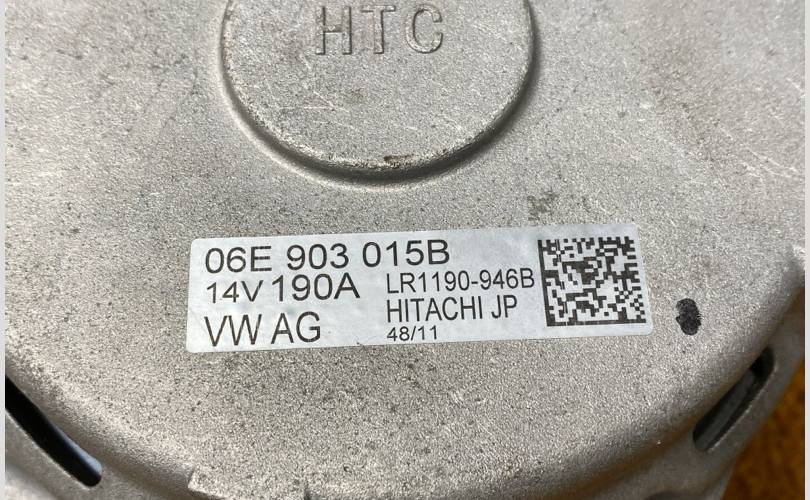 HTC
06E 903 015B
14V 190A
LR1190-946B
VW AG
HITACHI JP
48/11